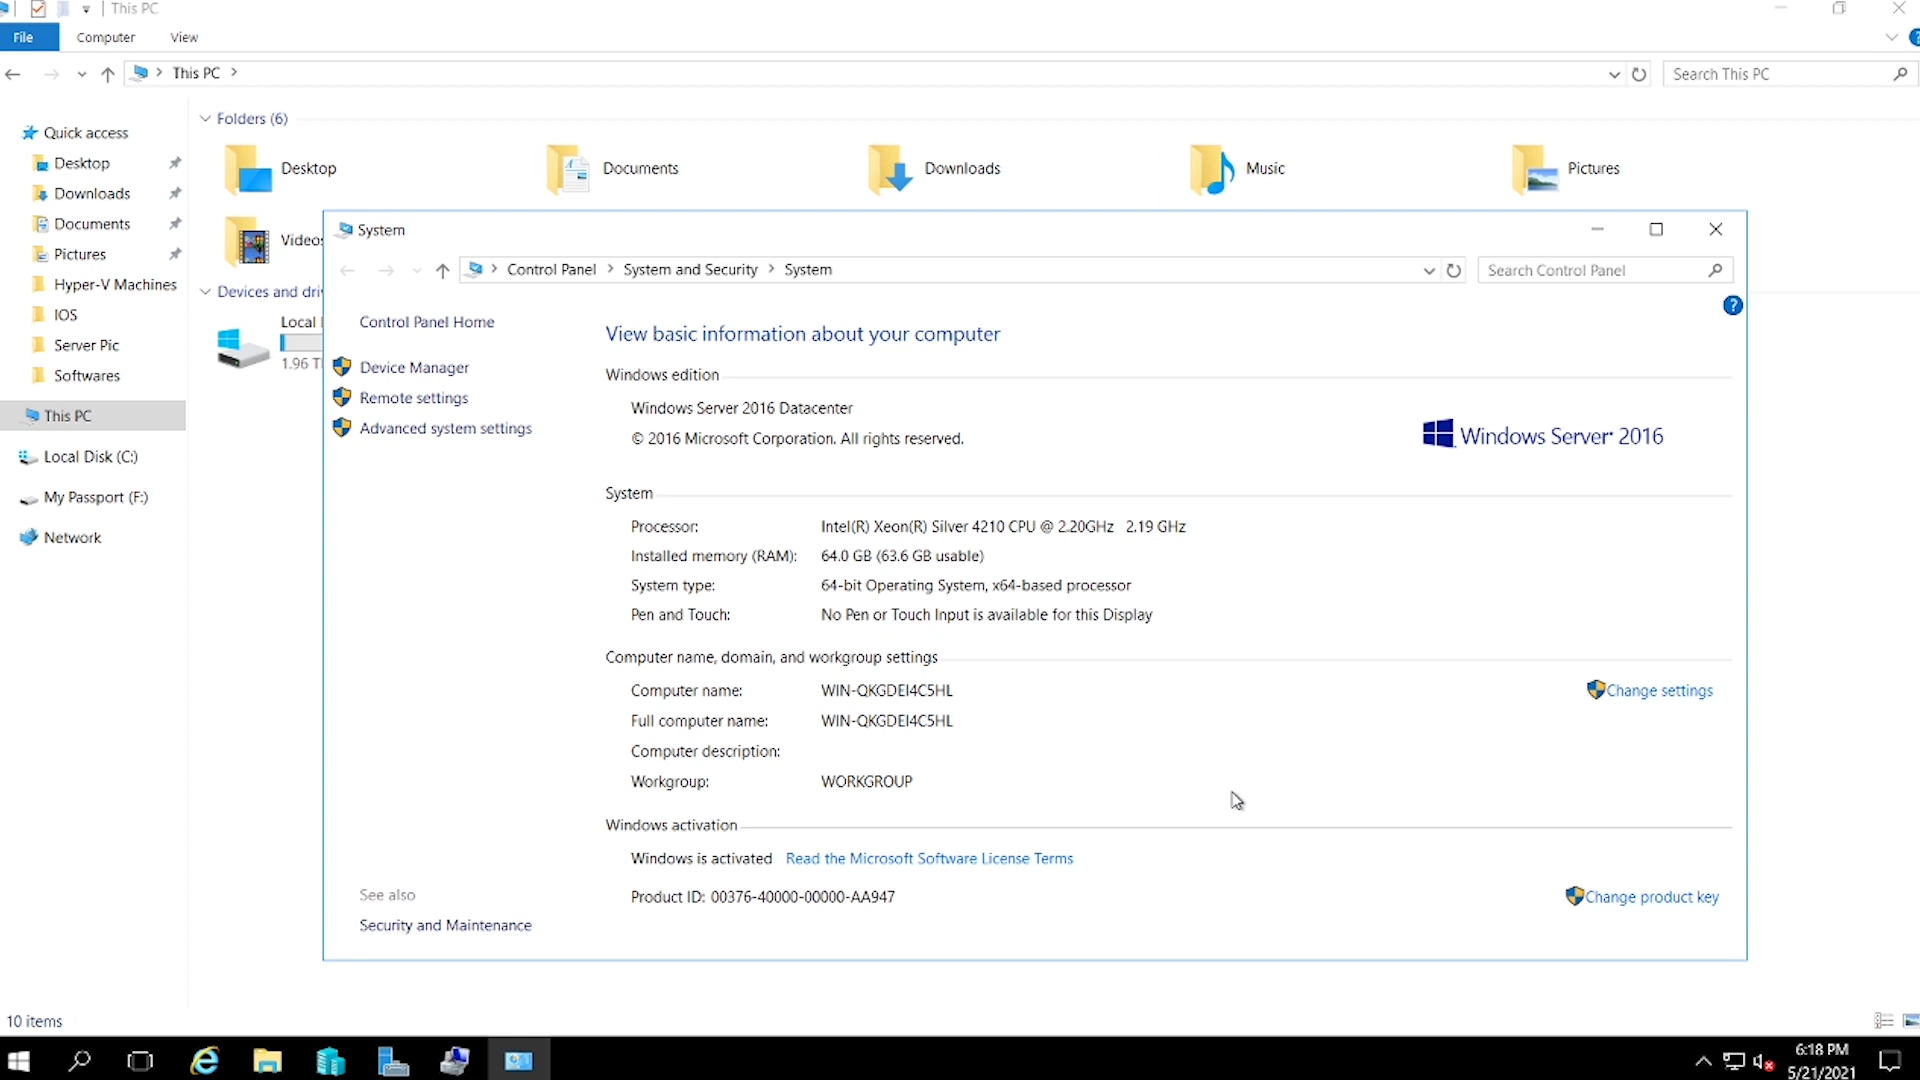 This PC
File
Computer
View
This PC
Search This PC
Quick access
Desktop
Downloads
Documents
Pictures
Hyper-V Machines
IOS
Server Pic
Softwares
This PC
Local Disk (C:)
My Passport (F:)
Network
Folders (6)
Desktop
Documents
Downloads
Music
Pictures
Videos
Devices and dri
Local
1.96 T
System
Control Panel
System and Security
System
Search Control Panel
Control Panel Home
Device Manager
Remote settings
Advanced system settings
View basic information about your computer
Windows edition
Windows Server 2016 Datacenter
© 2016 Microsoft Corporation. All rights reserved.
Windows Server 2016
System
Processor: Intel(R) Xeon(R) Silver 4210 CPU @ 2.20GHz 2.19 GHz
Installed memory (RAM): 64.0 GB (63.6 GB usable)
System type: 64-bit Operating System, x64-based processor
Pen and Touch: No Pen or Touch Input is available for this Display
Computer name, domain, and workgroup settings
Computer name: WIN-QKGDEI4C5HL
Change settings
Full computer name: WIN-QKGDEI4C5HL
Computer description:
Workgroup: WORKGROUP
Windows activation
Windows is activated Read the Microsoft Software License Terms
Product ID: 00376-40000-00000-AA947
Change product key
See also
Security and Maintenance
10 items
6:18 PM
5/21/2021